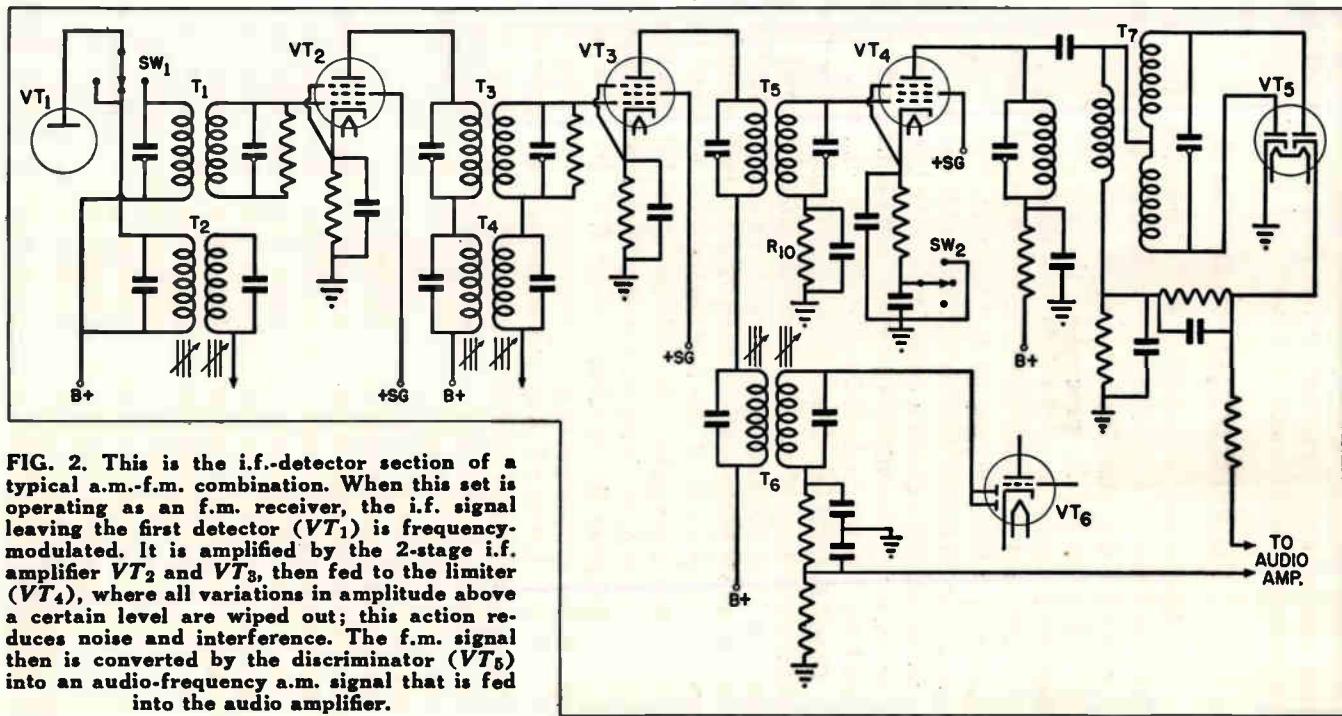 VT1
SW1
T1
T2
B+
VT2
+SG
T3
T4
B+
VT3
+SG
T5
R10
T6
B+
VT4
+SG
SW2
B+
T7
VT5
VT6
TO
AUDIO
AMP.
FIG. 2. This is the i.f.-detector section of a
typical a.m.-f.m. combination. When this set is
operating as an f.m. receiver, the i.f. signal
leaving the first detector (VT1) is frequency-
modulated. It is amplified by the 2-stage i.f.
amplifier VT2 and VT3, then fed to the limiter
(VT4), where all variations in amplitude above
a certain level are wiped out; this action re-
duces noise and interference. The f.m. signal
then is converted by the discriminator (VT5)
into an audio-frequency a.m. signal that is fed
into the audio amplifier.